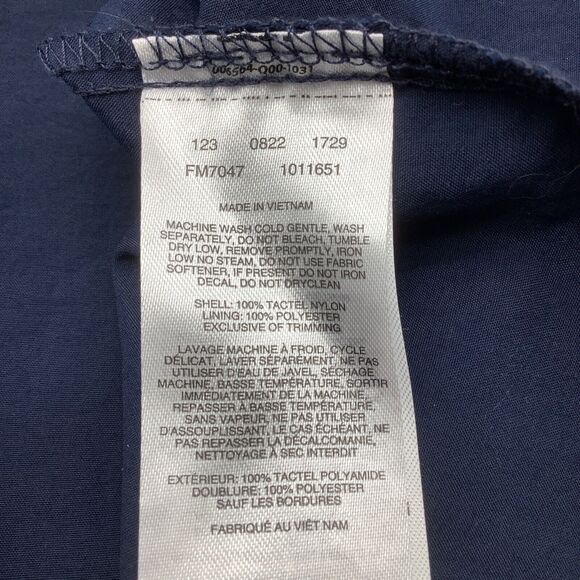 006564-Q00-1031
123 0822 1729
FM7047 1011651
MADE IN VIETNAM
MACHINE WASH COLD GENTLE, WASH
SEPARATELY, DO NOT BLEACH, TUMBLE
DRY LOW, REMOVE PROMPTLY, IRON
LOW NO STEAM, DO NOT USE FABRIC
SOFTENER, IF PRESENT DO NOT IRON
DECAL, DO NOT DRYCLEAN
SHELL: 100% TACTEL NYLON
LINING: 100% POLYESTER
EXCLUSIVE OF TRIMMING
LAVAGE MACHINE À FROID, CYCLE
DÉLICAT, LAVER SÉPARÉMENT, NE PAS
UTILISER D'EAU DE JAVEL, SÉCHAGE
MACHINE, BASSE TEMPÉRATURE, SORTIR
IMMÉDIATEMENT DE LA MACHINE,
REPASSER À BASSE TEMPÉRATURE,
SANS VAPEUR, NE PAS UTILISER
D'ASSOUPLISSANT, LE CAS ÉCHÉANT, NE
PAS REPASSER LA DÉCALCOMANIE,
NETTOYAGE À SEC INTERDIT
EXTÉRIEUR: 100% TACTEL POLYAMIDE
DOUBLURE: 100% POLYESTER
SAUF LES BORDURES
FABRIQUÉ AU VIÊT NAM